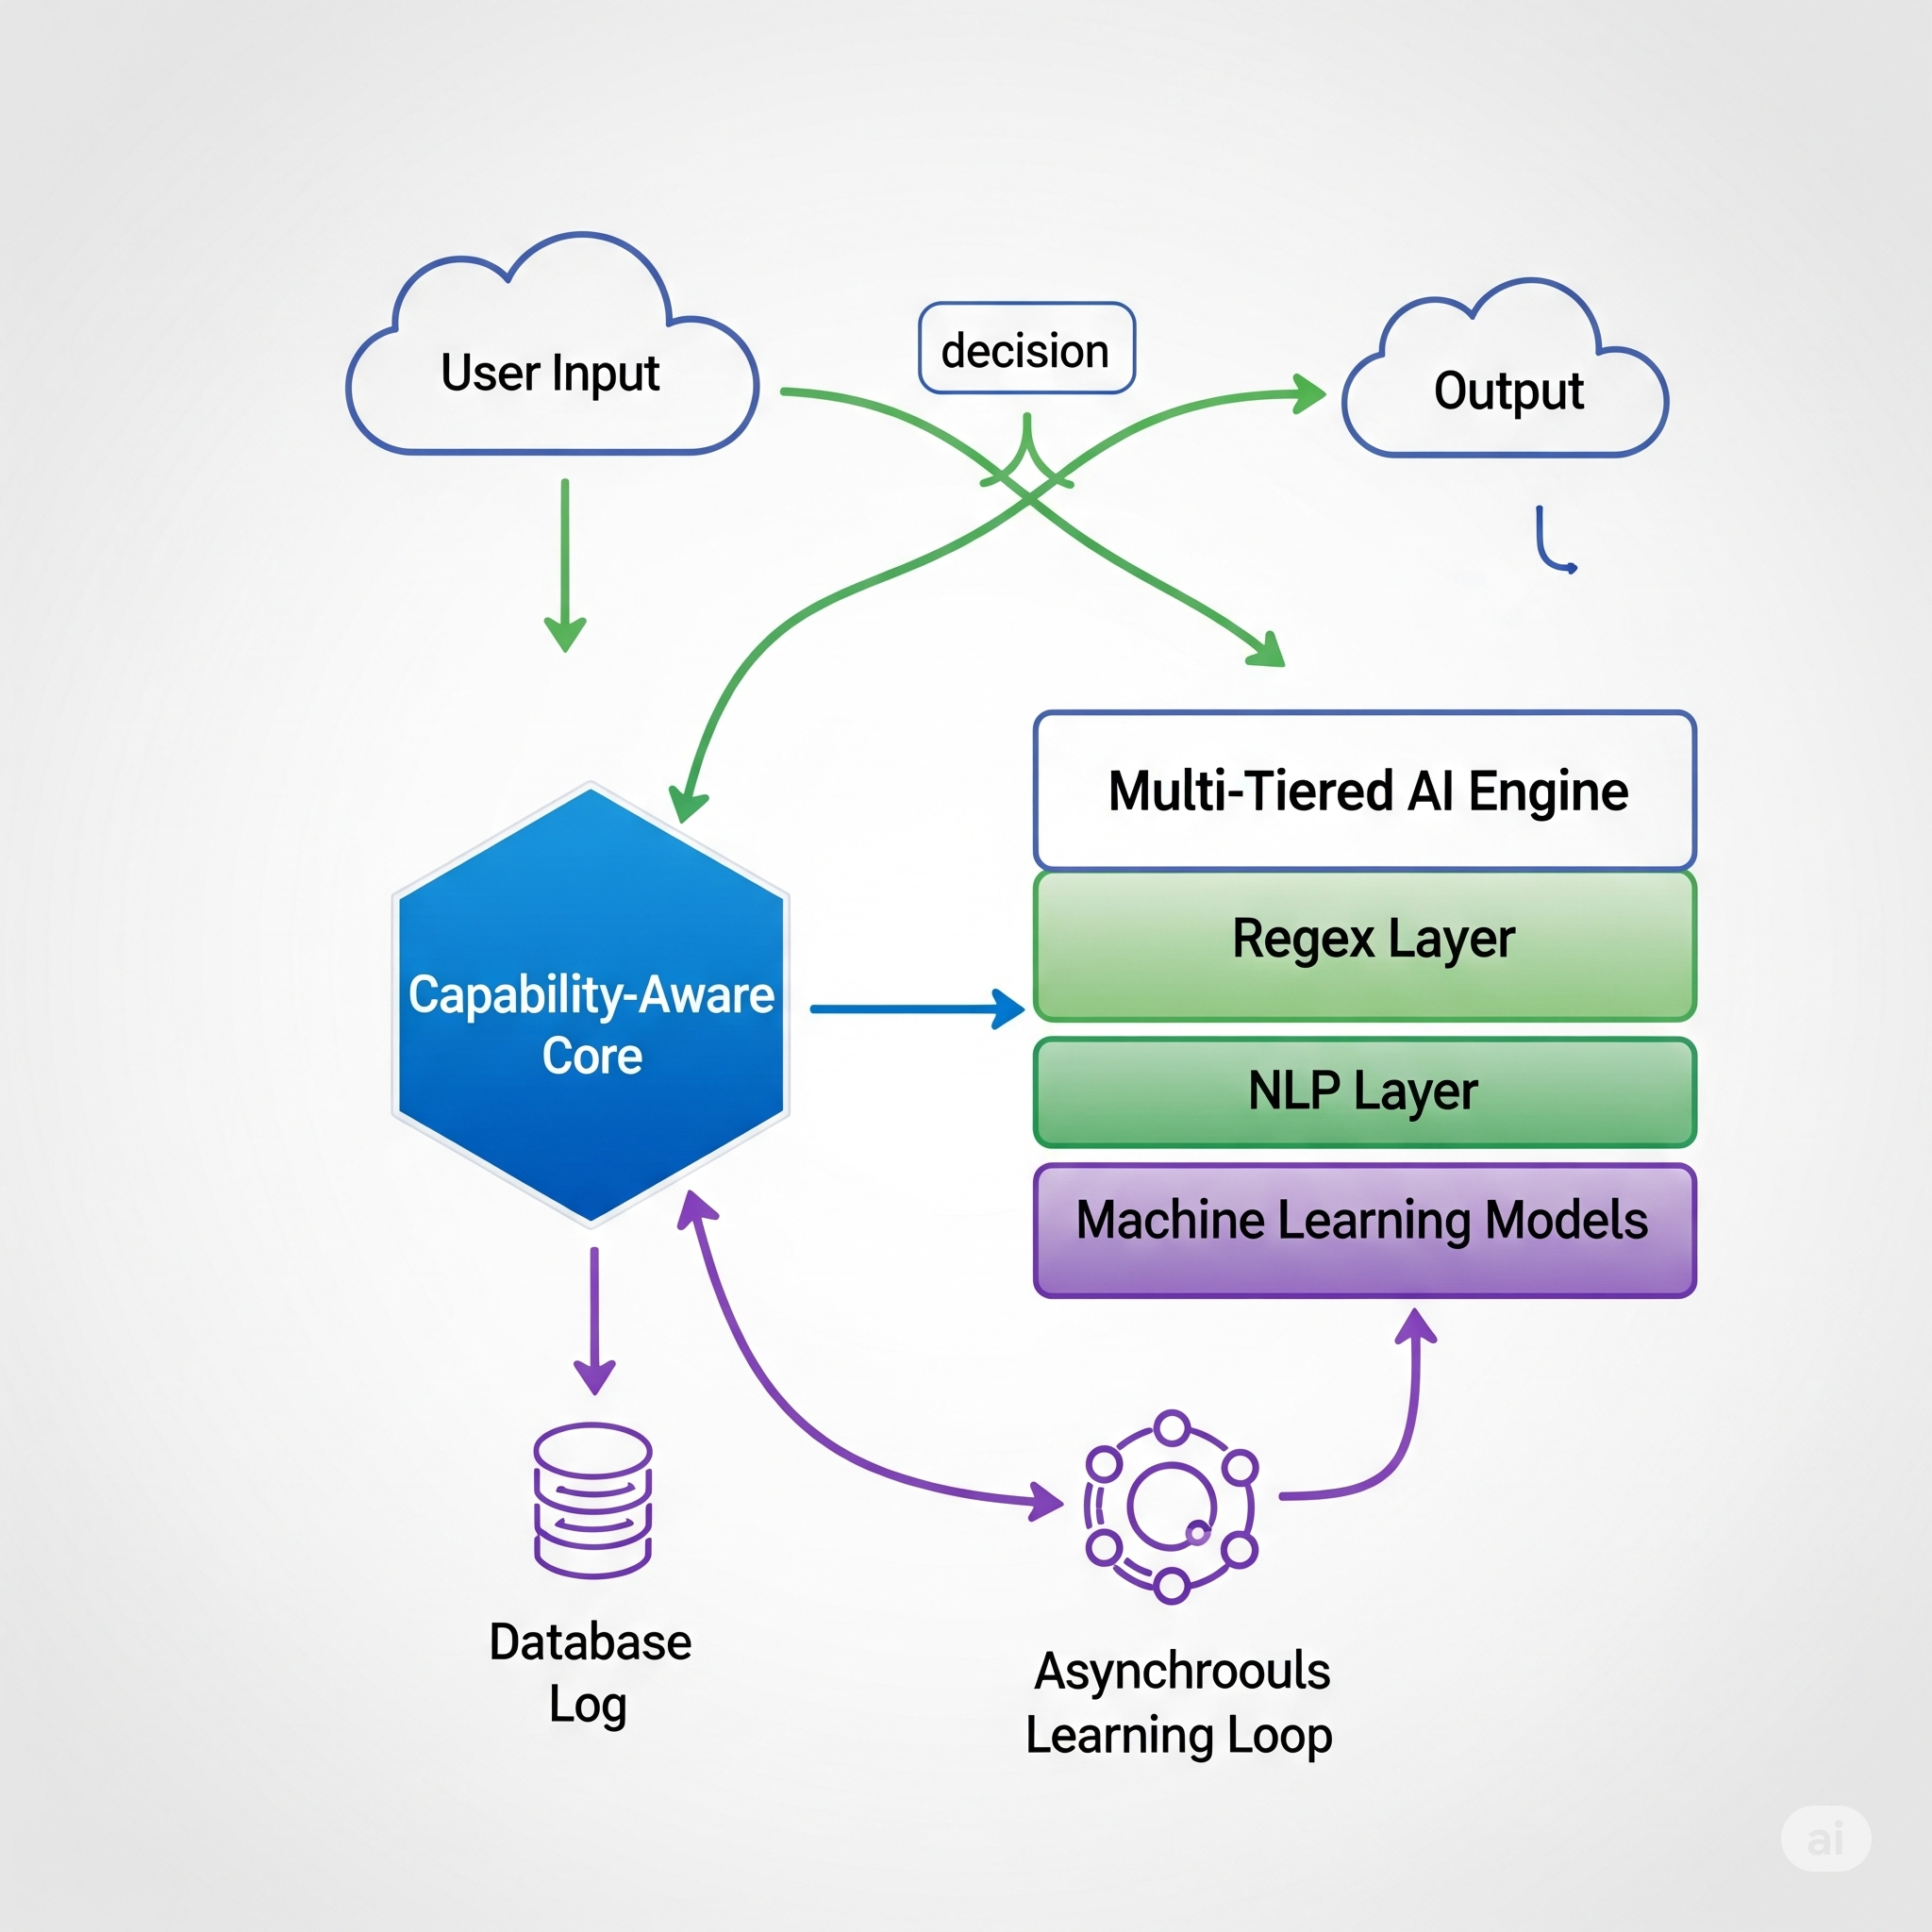 User Input
decision
Output
Multi-Tiered AI Engine
Regex Layer
Capability-Aware
Core
NLP Layer
Machine Learning Models
Database
Log
Asynchroouls
Learning Loop
ai